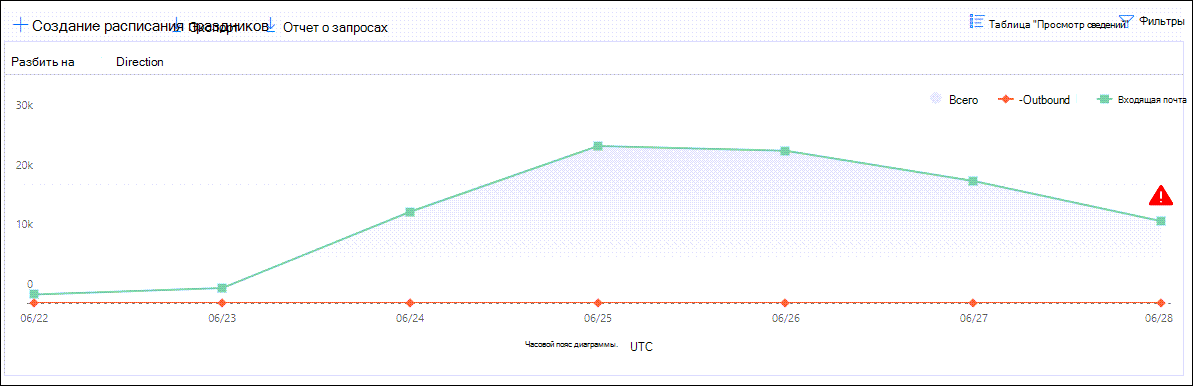 Создание расписания праздников Экспорт Отчет о запросах Таблица "Просмотр сведений" Фильтры
Разбить на Direction
Всего -Outbound Входящая почта
30k
20k
10k
0
06/22 06/23 06/24 06/25 06/26 06/27 06/28
Часовой пояс диаграммы. UTC